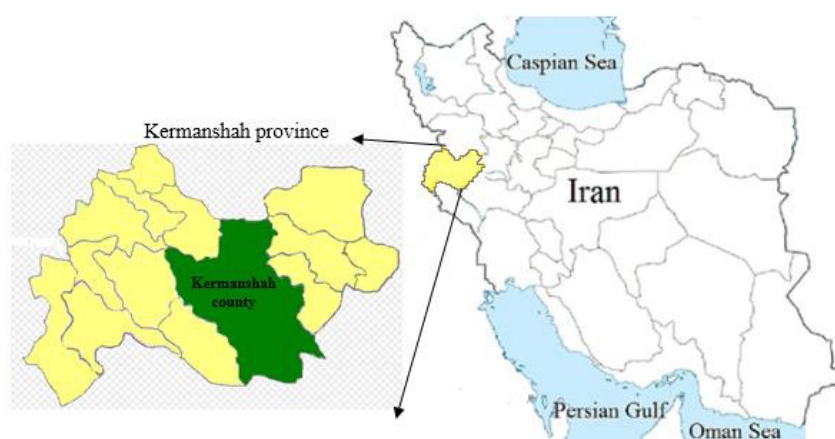 Caspian Sea
Kermanshah province
Iran
Kermanshah
county
Persian Gulf
Oman Sea